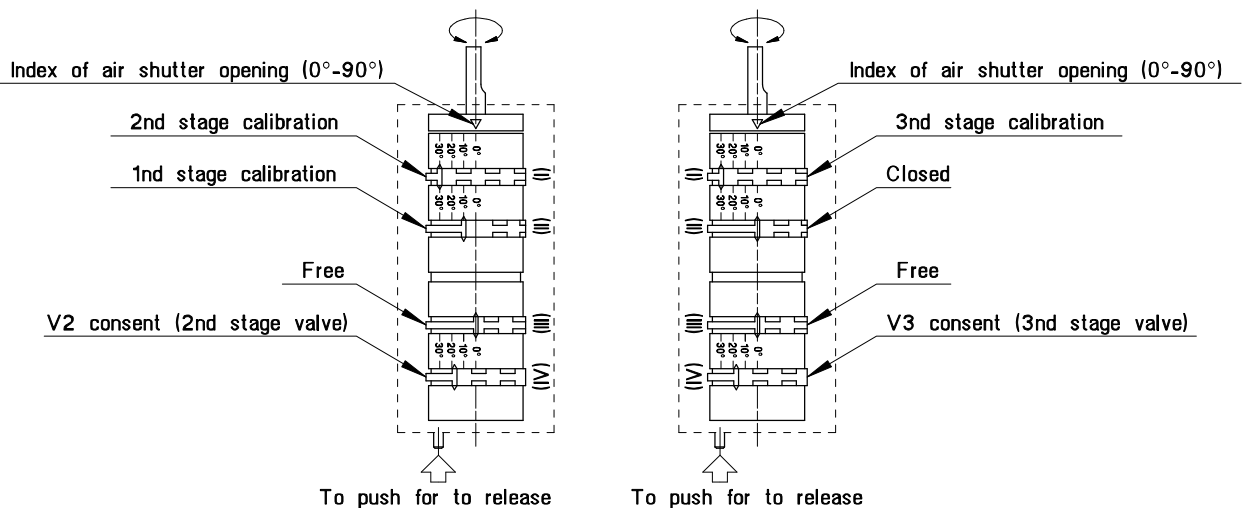 Index of air shutter opening (0°-90°)
2nd stage calibration
1nd stage calibration
Free
V2 consent (2nd stage valve)
30° 20° 10° 0°
(I)
30° 20° 10° 0°
(II)
(III)
30° 20° 10° 0°
(IV)
To push for to release
Index of air shutter opening (0°-90°)
3nd stage calibration
Closed
Free
V3 consent (3nd stage valve)
30° 20° 10° 0°
(I)
30° 20° 10° 0°
(II)
(III)
30° 20° 10° 0°
(IV)
To push for to release